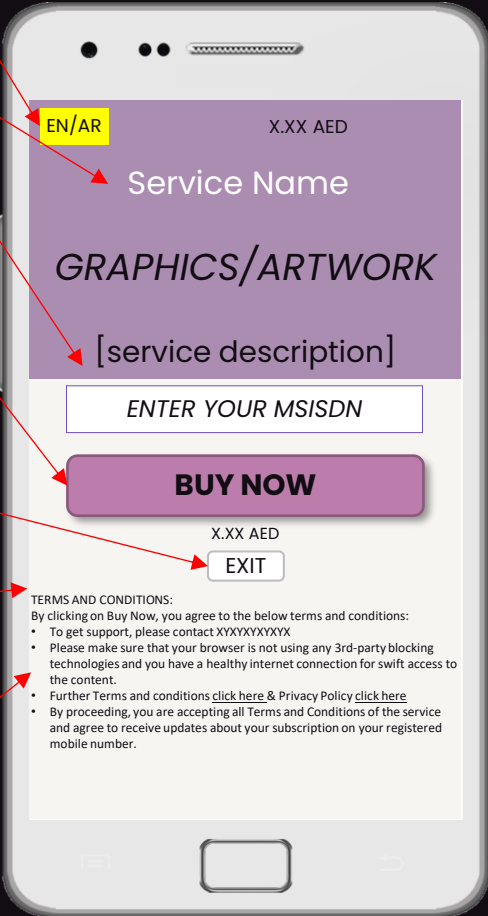 EN/AR
X.XX AED
Service Name
GRAPHICS/ARTWORK
[service description]
ENTER YOUR MSISDN
BUY NOW
X.XX AED
EXIT
TERMS AND CONDITIONS:
By clicking on Buy Now, you agree to the below terms and conditions:
• To get support, please contact XYXYXYXYXYX
• Please make sure that your browser is not using any 3rd-party blocking
technologies and you have a healthy internet connection for swift access to
the content.
• Further Terms and conditions click here & Privacy Policy click here
• By proceeding, you are accepting all Terms and Conditions of the service
and agree to receive updates about your subscription on your registered
mobile number.